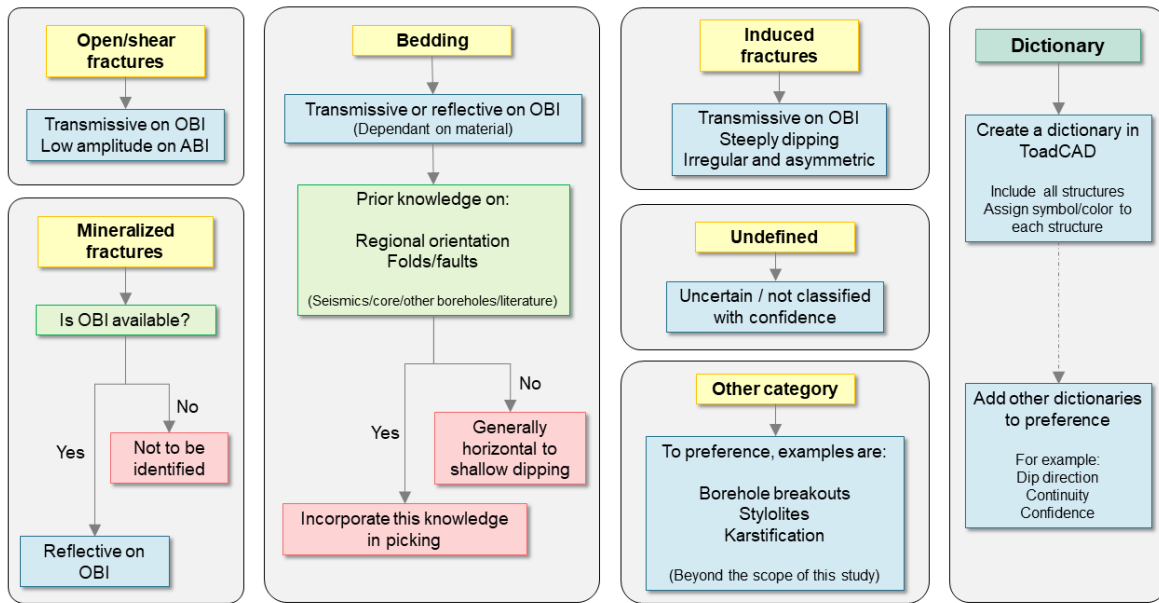 Open/shear
fractures
Transmissive on OBI
Low amplitude on ABI
Mineralized
fractures
Is OBI available?
Yes
No
Not to be
identified
Reflective on
OBI
Bedding
Transmissive or reflective on OBI
(Dependant on material)
Prior knowledge on:
Regional orientation
Folds/faults
(Seismics/core/other boreholes/literature)
Yes
No
Generally
horizontal to
shallow dipping
Incorporate this knowledge
in picking
Induced
fractures
Transmissive on OBI
Steeply dipping
Irregular and asymmetric
Undefined
Uncertain / not classified
with confidence
Other category
To preference, examples are:
Borehole breakouts
Stylolites
Karstification
(Beyond the scope of this study)
Dictionary
Create a dictionary in
ToadCAD
Include all structures
Assign symbol/color to
each structure
Add other dictionaries
to preference
For example:
Dip direction
Continuity
Confidence